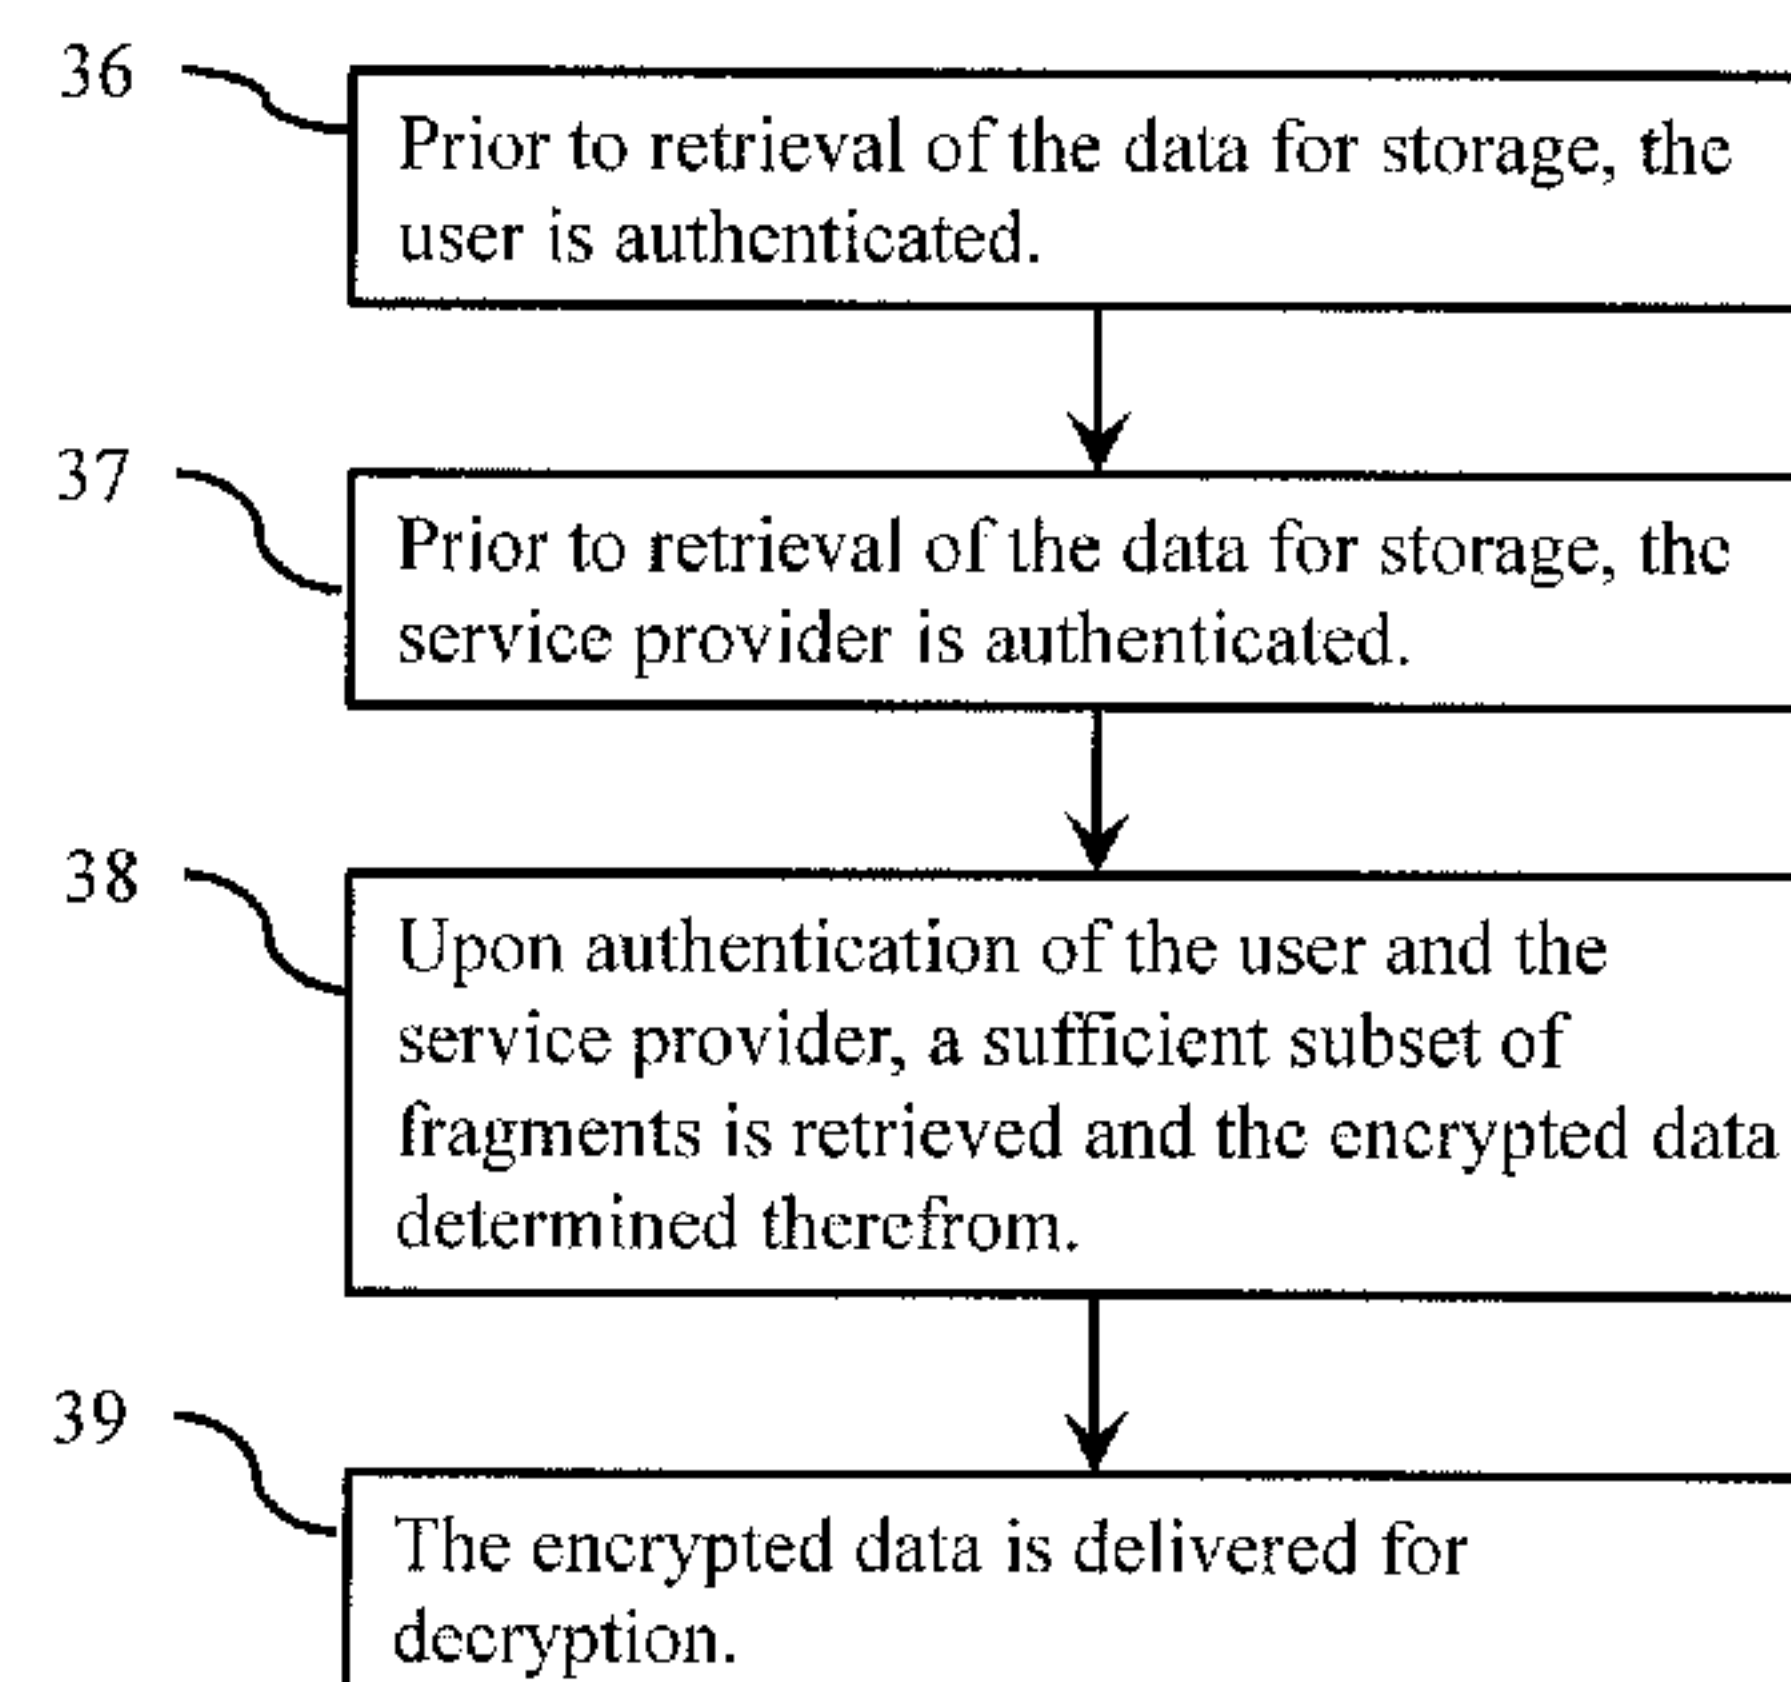 36
Prior to retrieval of the data for storage, the
user is authenticated.
37
Prior to retrieval of the data for storage, the
service provider is authenticated.
38
Upon authentication of the user and the
service provider, a sufficient subset of
fragments is retrieved and the encrypted data
determined therefrom.
39
The encrypted data is delivered for
decryption.